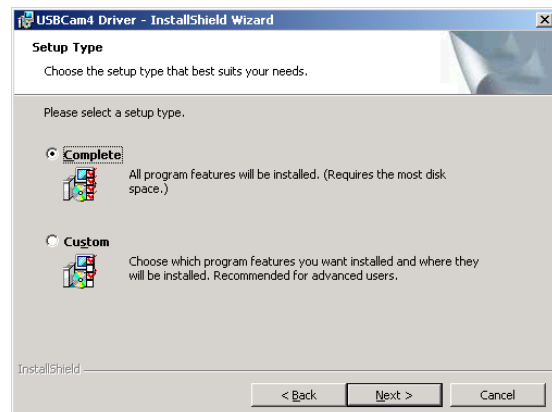 USBCam4 Driver - InstallShield Wizard
Setup Type
Choose the setup type that best suits your needs.
Please select a setup type.
Complete
All program features will be installed. (Requires the most disk
space.)
Custom
Choose which program features you want installed and where they
will be installed. Recommended for advanced users.
InstallShield
< Back
Next >
Cancel